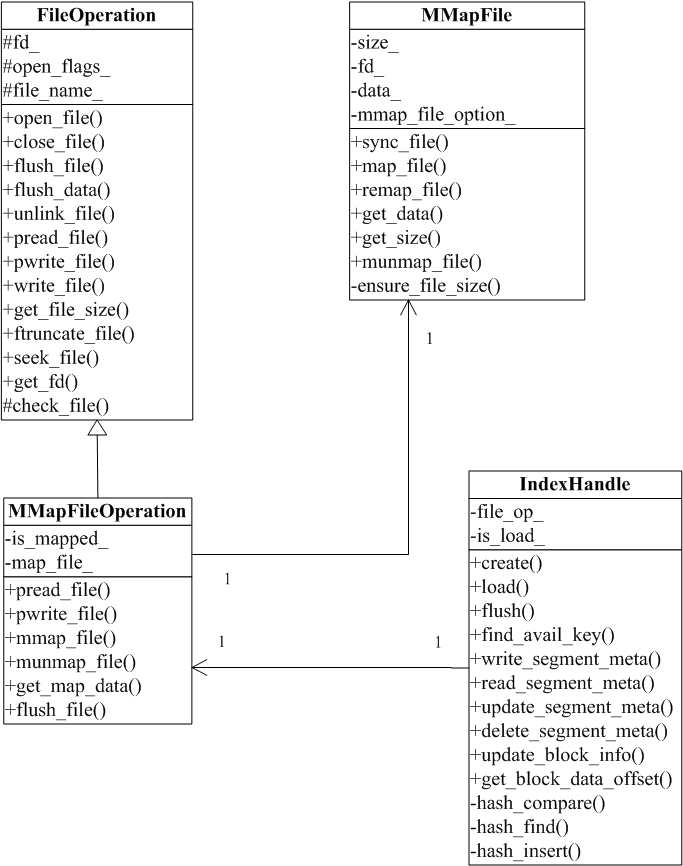 FileOperation
#fd_
#open_flags_
#file_name_
+open_file()
+close_file()
+flush_file()
+flush_data()
+unlink_file()
+pread_file()
+pwrite_file()
+write_file()
+get_file_size()
+ftruncate_file()
+seek_file()
+get_fd()
#check_file()
MMapFile
-size_
-fd_
-data_
-mmap_file_option_
+sync_file()
+map_file()
+remap_file()
+get_data()
+get_size()
+munmap_file()
-ensure_file_size()
1
MMapFileOperation
-is_mapped_
-map_file_
+pread_file()
+pwrite_file()
+mmap_file()
+munmap_file()
+get_map_data()
+flush_file()
1
1
1
IndexHandle
-file_op_
-is_load_
+create()
+load()
+flush()
+find_avail_key()
+write_segment_meta()
+read_segment_meta()
+update_segment_meta()
+delete_segment_meta()
+update_block_info()
+get_block_data_offset()
-hash_compare()
-hash_find()
-hash_insert()